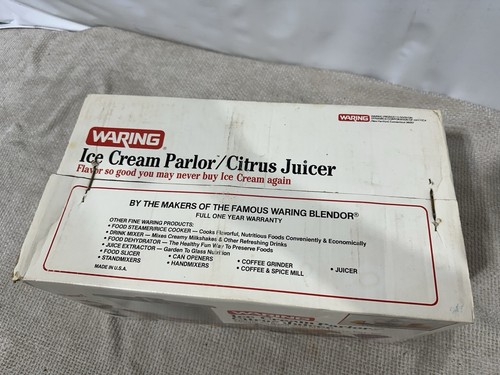 WARING
WARING
Ice Cream Parlor/Citrus Juicer
Flavor so good you may never buy Ice Cream again
BY THE MAKERS OF THE FAMOUS WARING BLENDOR®
FULL ONE YEAR WARRANTY
OTHER FINE WARING PRODUCTS:
• FOOD STEAMER/RICE COOKER — Cooks Flavorful, Nutritious Foods Conveniently & Economically
• DRINK MIXER — Mixes Creamy Milkshakes & Other Refreshing Drinks
• FOOD DEHYDRATOR — The Healthy Fun Way To Preserve Foods
• JUICE EXTRACTOR — Garden To Glass Nutrition
• FOOD SLICER • CAN OPENERS • COFFEE GRINDER • JUICER
• STANDMIXERS • HANDMIXERS • COFFEE & SPICE MILL
MADE IN U.S.A.
WARING
Ice Cream Parlor